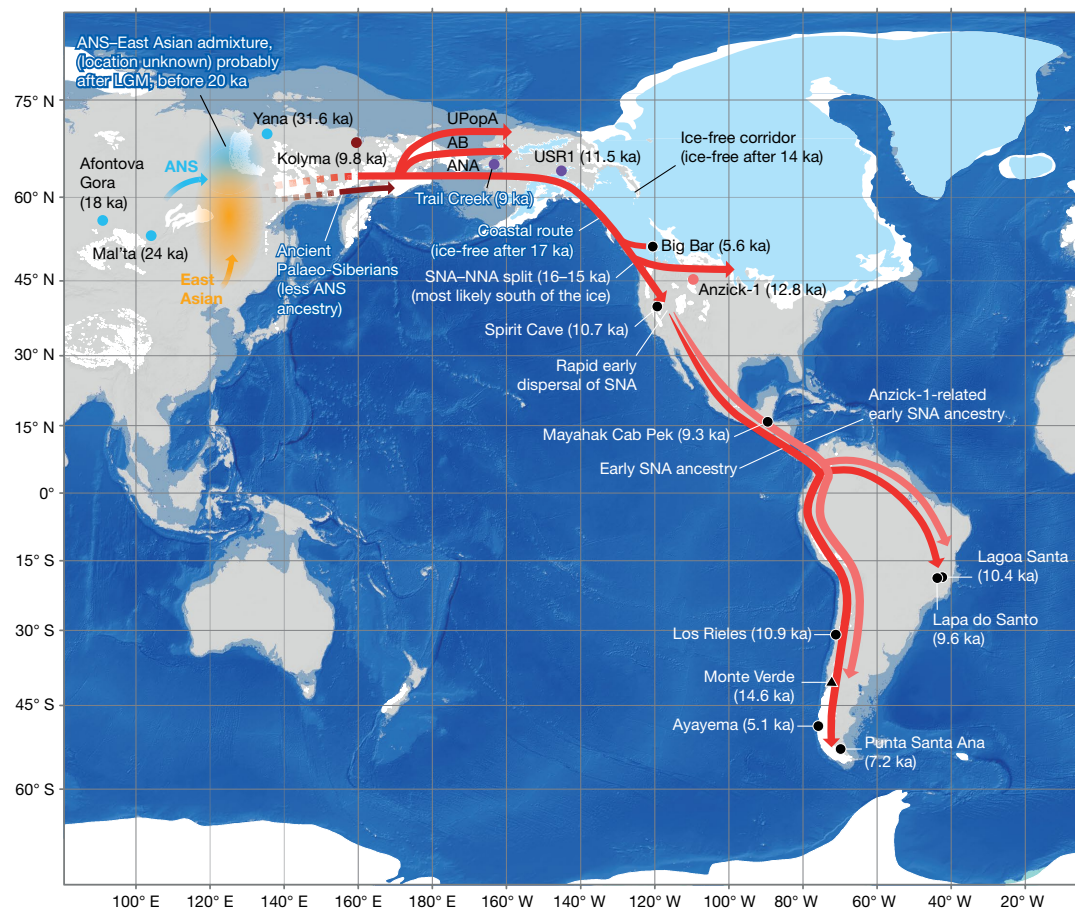 ANS–East Asian admixture,
(location unknown) probably
after LGM, before 20 ka
75° N
Yana (31.6 ka)
UPopA
Ice-free corridor
(ice-free after 14 ka)
Afontova
Gora
(18 ka)
ANS
Kolyma (9.8 ka)
AB
ANA
USR1 (11.5 ka)
60° N
Trail Creek (9 ka)
Mal'ta (24 ka)
Ancient
Palaeo-Siberians
(less ANS
ancestry)
Coastal route
(ice-free after 17 ka)
Big Bar (5.6 ka)
East
Asian
45° N
SNA–NNA split (16–15 ka)
(most likely south of the ice)
Anzick-1 (12.8 ka)
Spirit Cave (10.7 ka)
30° N
Rapid early
dispersal of SNA
Anzick-1-related
early SNA ancestry
15° N
Mayahak Cab Pek (9.3 ka)
Early SNA ancestry
0°
15° S
Lagoa Santa
(10.4 ka)
Lapa do Santo
(9.6 ka)
30° S
Los Rieles (10.9 ka)
Monte Verde
(14.6 ka)
45° S
Ayayema (5.1 ka)
Punta Santa Ana
(7.2 ka)
60° S
100° E 120° E 140° E 160° E 180° E 160° W 140° W 120° W 100° W 80° W 60° W 40° W 20° W